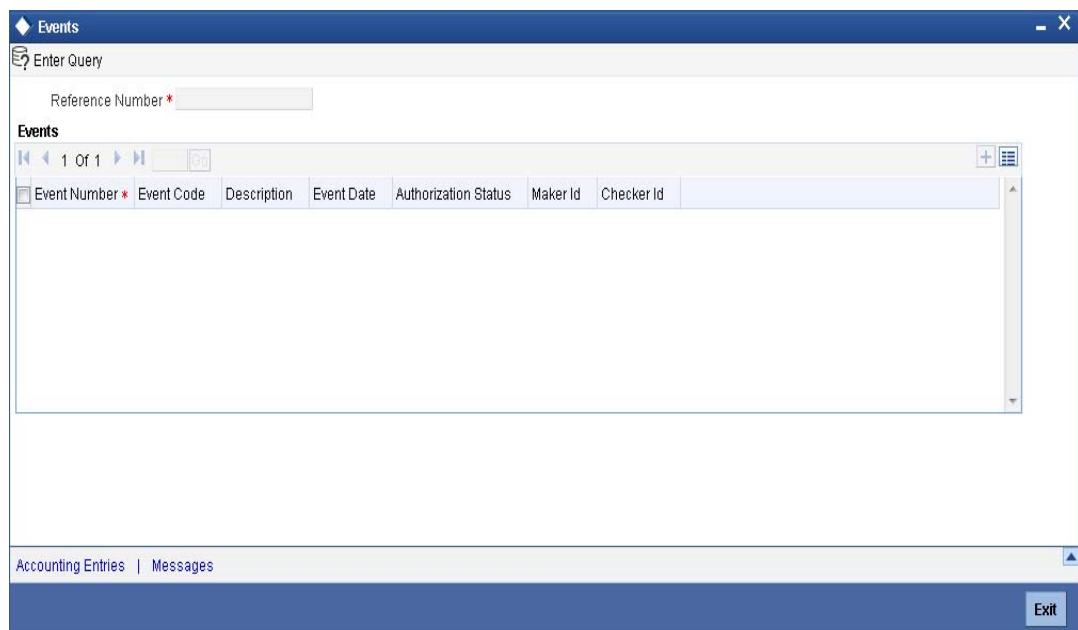 Events
Enter Query
Reference Number *
Events
1 Of 1 Go
Event Number * Event Code Description Event Date Authorization Status Maker Id Checker Id
Accounting Entries | Messages
Exit